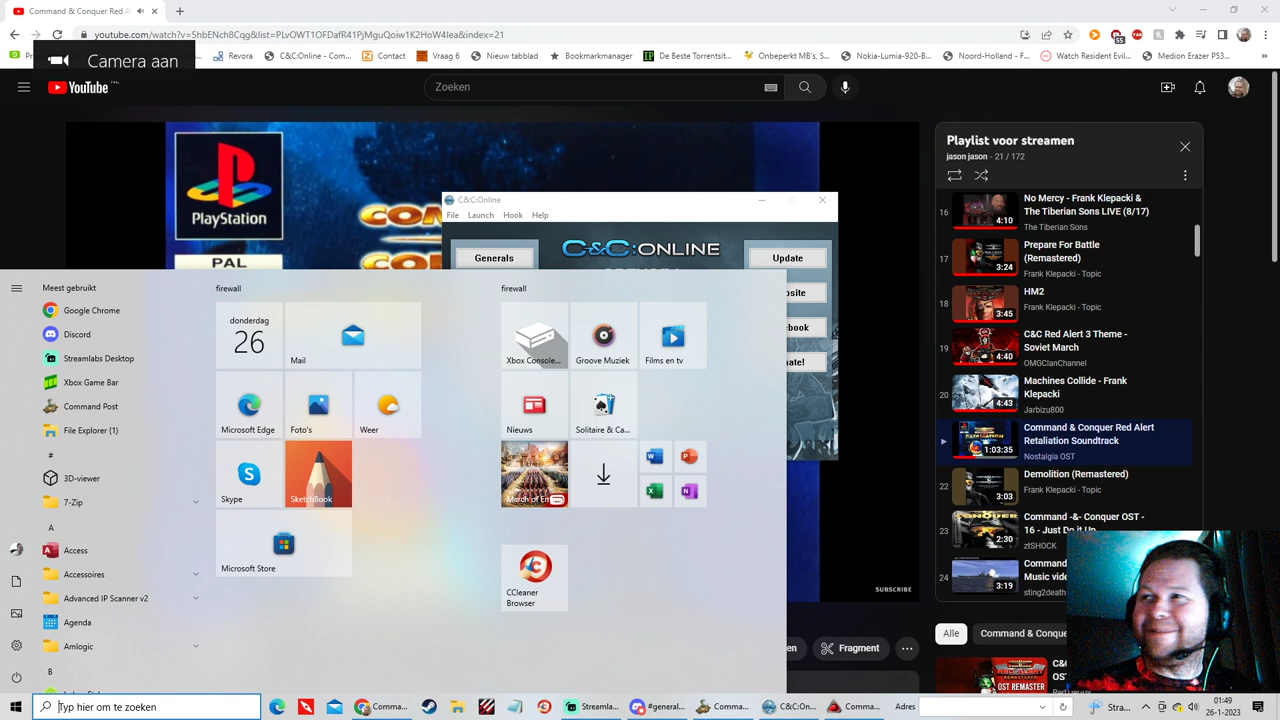 Command & Conquer Red A
youtube.com/watch?v=5hbENch8Cqg&list=PLvOWT1OFDafR41PjMguQoiw1K2HoW4Iea&index=21
Revora
C&C:Online - Com...
Contact
Vraag 6
Nieuw tabblad
Bookmarkmanager
De Beste Torrentsit...
Onbeperkt MB's, S...
Nokia-Lumia-920-B...
Noord-Holland - F...
Watch Resident Evil...
Medion Erazer P53...
Camera aan
YouTube
Zoeken
PlayStation
PAL
C&C:Online
File Launch Hook Help
C&C:ONLINE
Generals
Update
Playlist voor streamen
jason jason - 21 / 172
16
No Mercy - Frank Klepacki &
The Tiberian Sons LIVE (8/17)
The Tiberian Sons
4:10
17
Prepare For Battle
(Remastered)
Frank Klepacki - Topic
3:24
18
HM2
Frank Klepacki - Topic
3:45
19
C&C Red Alert 3 Theme -
Soviet March
OMGClanChannel
4:40
20
Machines Collide - Frank
Klepacki
Jarbizu800
4:43
Command & Conquer Red Alert
Retaliation Soundtrack
Nostalgia OST
1:03:35
22
Demolition (Remastered)
Frank Klepacki - Topic
3:03
23
Command -&- Conquer OST -
16 - Just Do it Up
ztSHOCK
2:30
24
Command
Music vide
sting2death
3:19
Alle
Command & Conque
SUBSCRIBE
Fragment
Meest gebruikt
Google Chrome
Discord
Streamlabs Desktop
Xbox Game Bar
Command Post
File Explorer (1)
#
3D-viewer
7-Zip
A
Access
Accessoires
Advanced IP Scanner v2
Agenda
Amlogic
B
firewall
donderdag
26
Mail
Microsoft Edge
Foto's
Weer
Skype
SketchBook
Microsoft Store
firewall
Xbox Console...
Groove Muziek
Films en tv
Nieuws
Solitaire & Ca...
March of Em
CCleaner
Browser
Typ hier om te zoeken
Comma...
Streamla...
#general...
Comma...
C&C:On...
Comma...
Adres
Stra...
01:49
26-1-2023